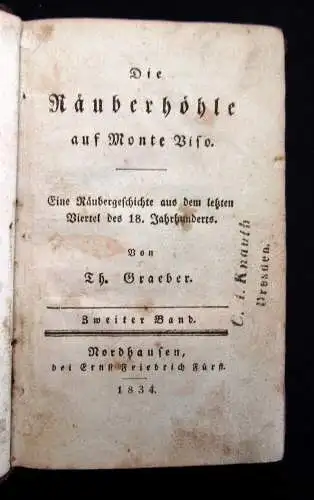 Die
Räuberhöhle
auf Monte Viso.
Eine Räubergeschichte aus dem letzten
Viertel des 18. Jahrhunderts.
Von
Th. Graeber.
Zweiter Band.
Nordhausen,
bei Ernst Friedrich Fürst.
1834.
C. i. Knauth
Dresden.